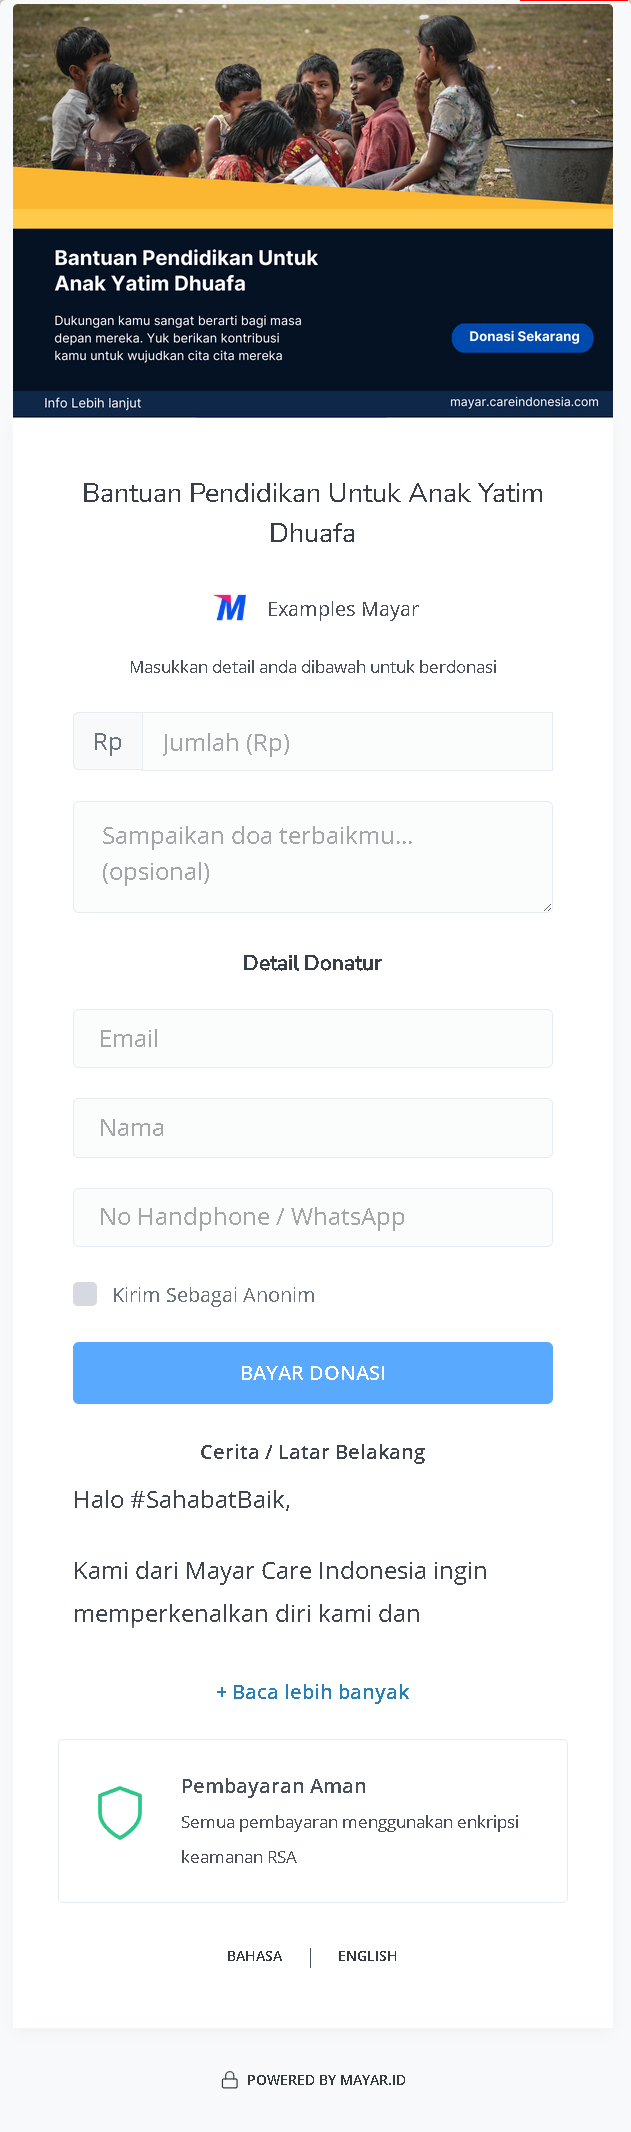 Bantuan Pendidikan Untuk
Anak Yatim Dhuafa
Dukungan kamu sangat berarti bagi masa
depan mereka. Yuk berikan kontribusi
kamu untuk wujudkan cita cita mereka
Donasi Sekarang
Info Lebih lanjut
mayar.careindonesia.com
Bantuan Pendidikan Untuk Anak Yatim
Dhuafa
M Examples Mayar
Masukkan detail anda dibawah untuk berdonasi
Rp Jumlah (Rp)
Sampaikan doa terbaikmu...
(opsional)
Detail Donatur
Email
Nama
No Handphone / WhatsApp
Kirim Sebagai Anonim
BAYAR DONASI
Cerita / Latar Belakang
Halo #SahabatBaik,
Kami dari Mayar Care Indonesia ingin
memperkenalkan diri kami dan
+ Baca lebih banyak
Pembayaran Aman
Semua pembayaran menggunakan enkripsi
keamanan RSA
BAHASA | ENGLISH
POWERED BY MAYAR.ID